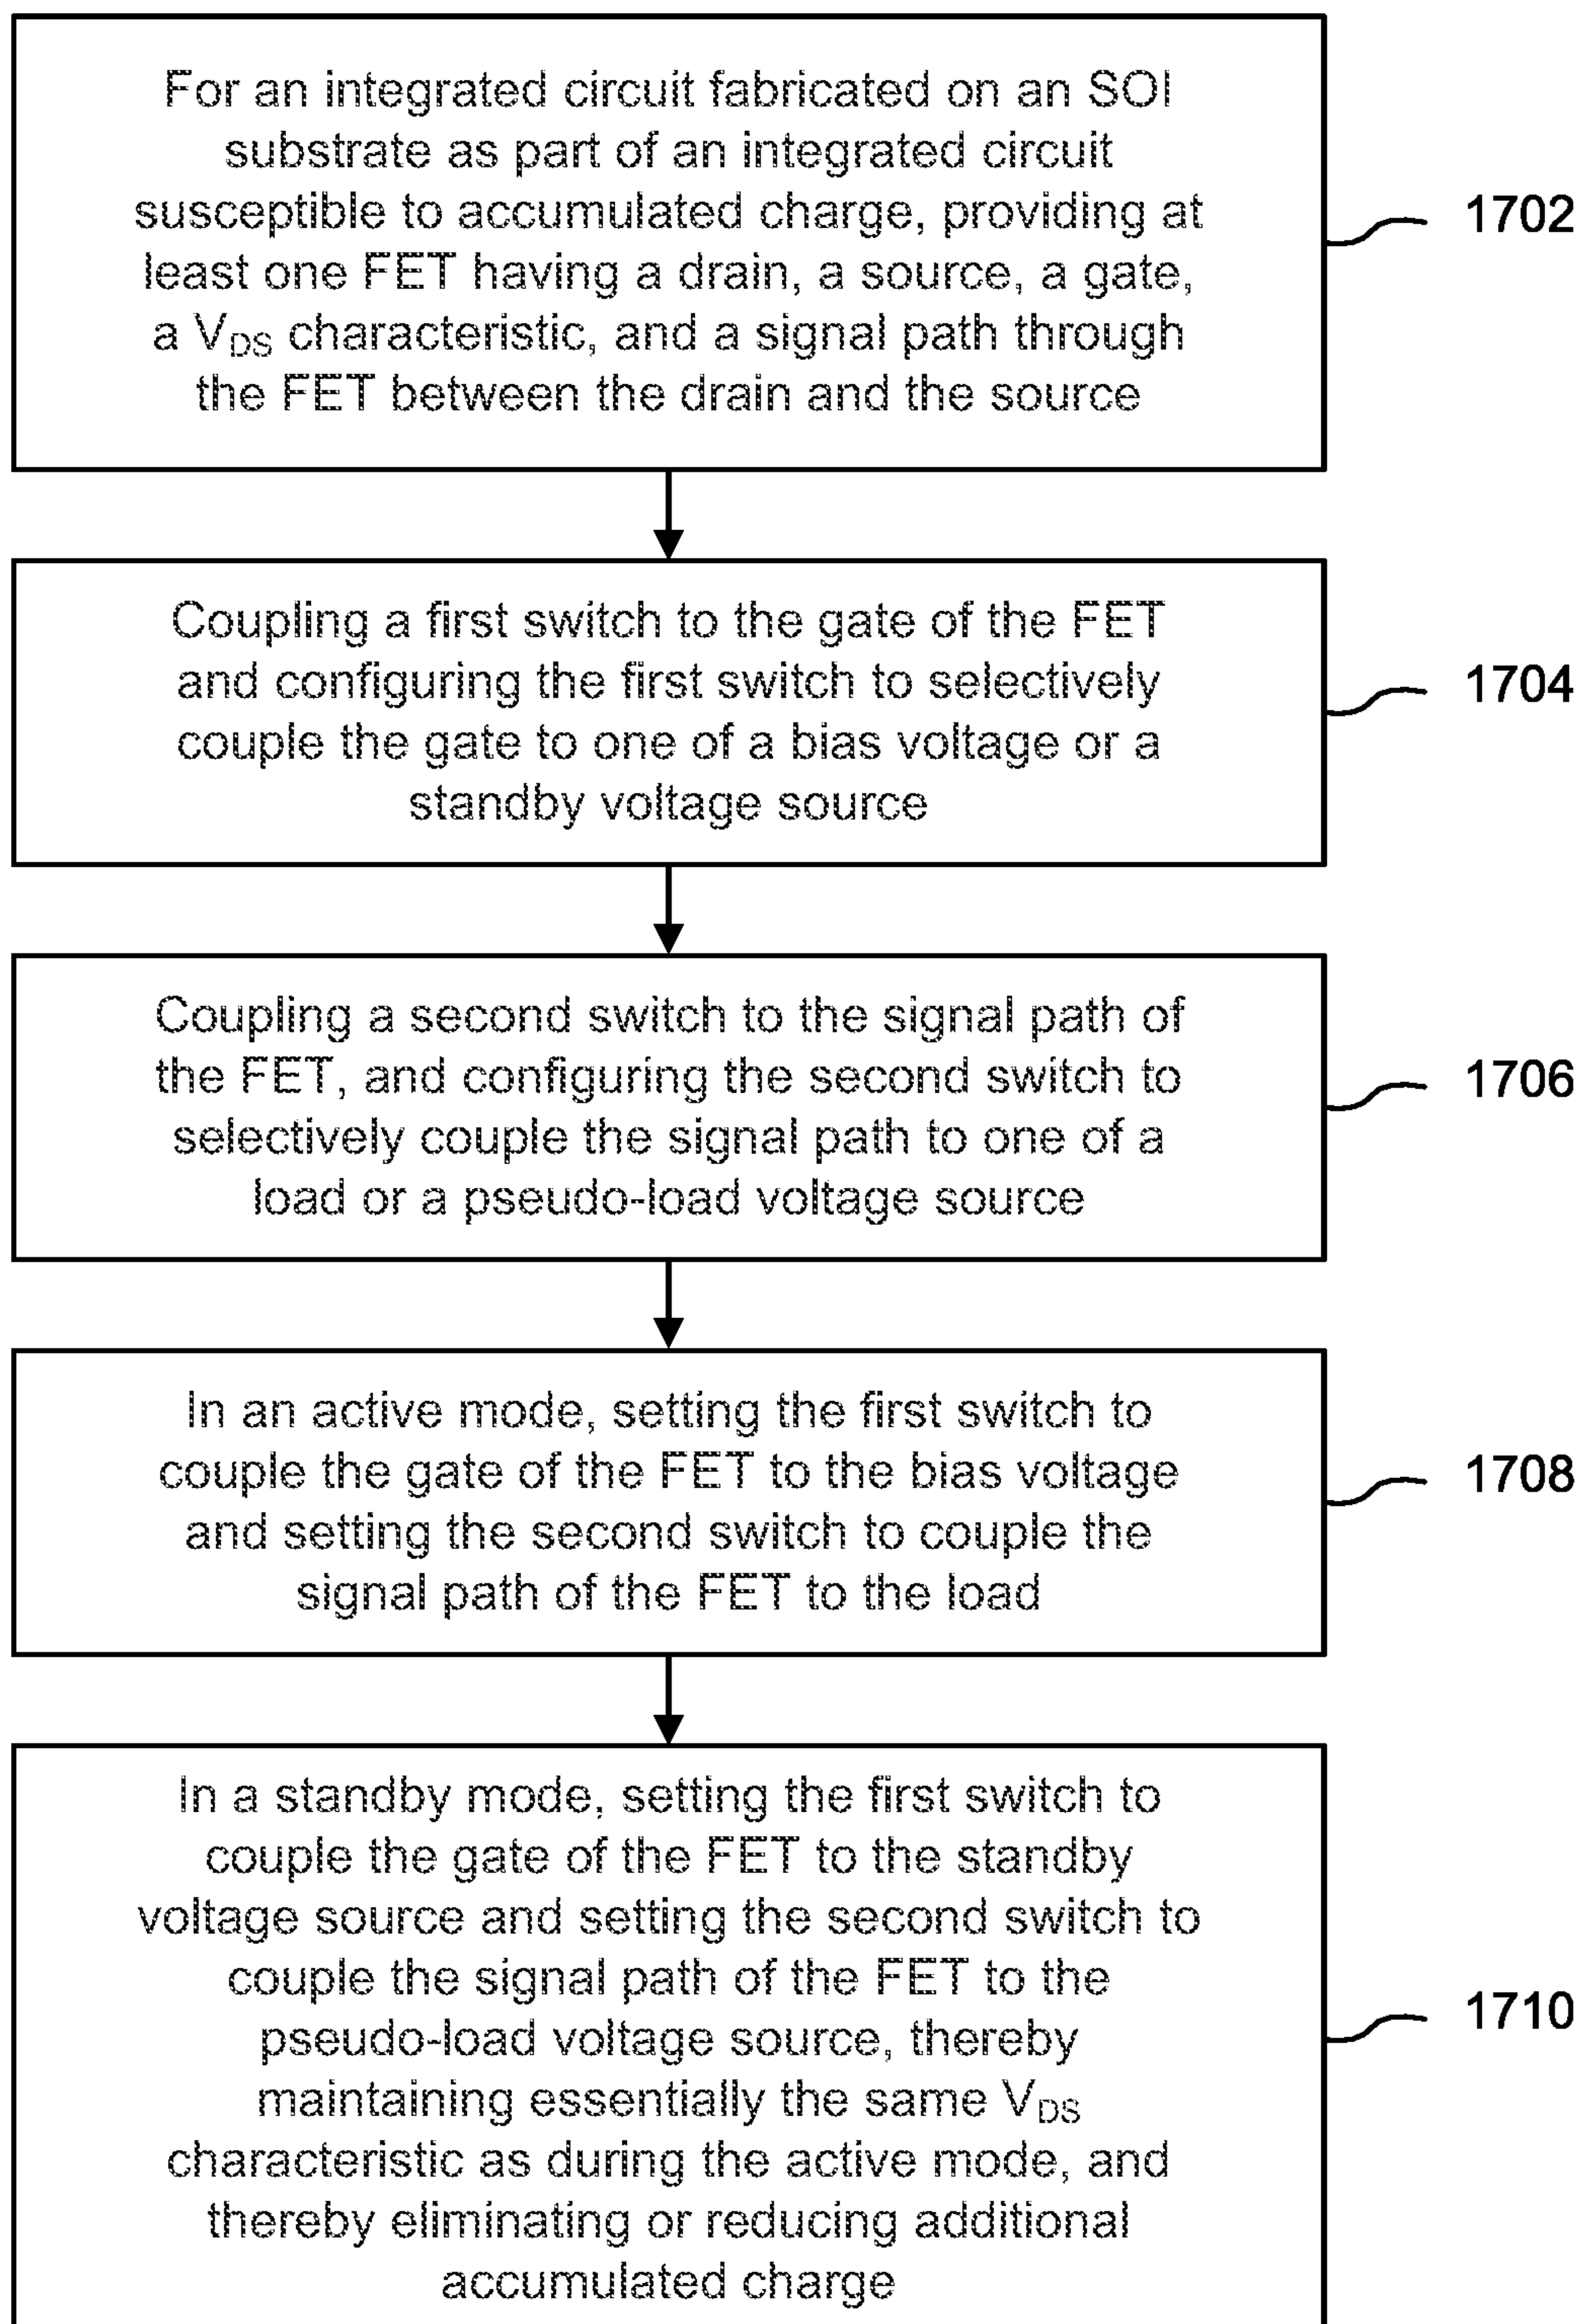 For an integrated circuit fabricated on an SOI
substrate as part of an integrated circuit
susceptible to accumulated charge, providing at
least one FET having a drain, a source, a gate,
a VDS characteristic, and a signal path through
the FET between the drain and the source
1702
Coupling a first switch to the gate of the FET
and configuring the first switch to selectively
couple the gate to one of a bias voltage or a
standby voltage source
1704
Coupling a second switch to the signal path of
the FET, and configuring the second switch to
selectively couple the signal path to one of a
load or a pseudo-load voltage source
1706
In an active mode, setting the first switch to
couple the gate of the FET to the bias voltage
and setting the second switch to couple the
signal path of the FET to the load
1708
In a standby mode, setting the first switch to
couple the gate of the FET to the standby
voltage source and setting the second switch to
couple the signal path of the FET to the
pseudo-load voltage source, thereby
maintaining essentially the same VDS
characteristic as during the active mode, and
thereby eliminating or reducing additional
accumulated charge
1710